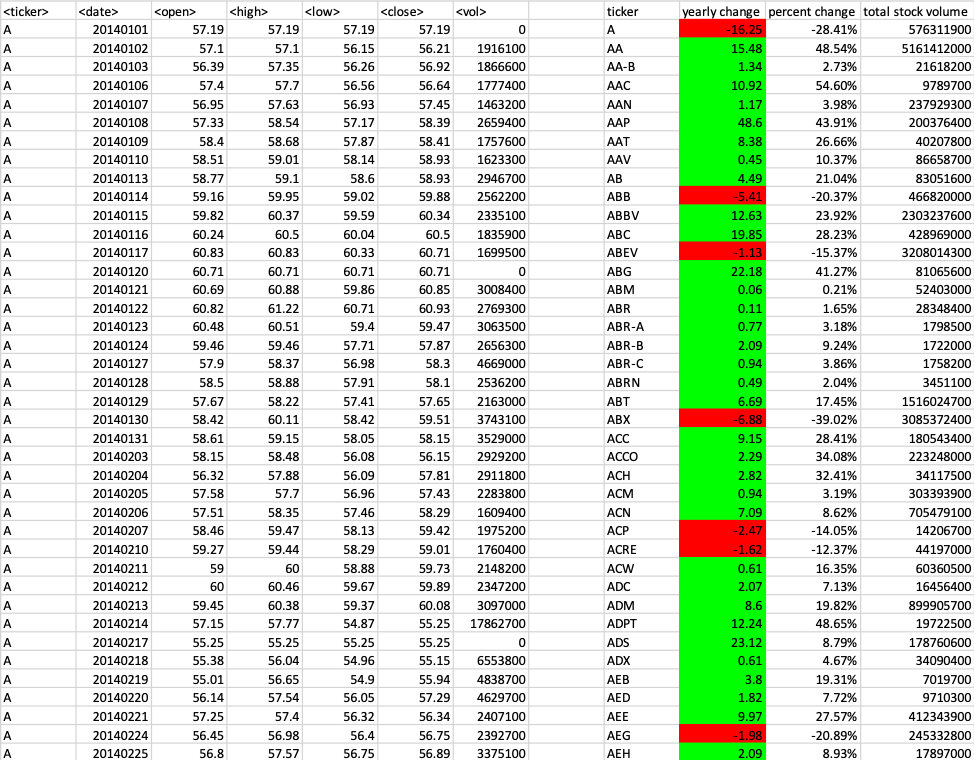 <ticker> <date> <open> <high> <low> <close> <vol> ticker yearly change percent change total stock volume
A 20140101 57.19 57.19 57.19 57.19 0 A -16.25 -28.41% 576311900
A 20140102 57.1 57.1 56.15 56.21 1916100 AA 15.48 48.54% 5161412000
A 20140103 56.39 57.35 56.26 56.92 1866600 AA-B 1.34 2.73% 21618200
A 20140106 57.4 57.7 56.56 56.64 1777400 AAC 10.92 54.60% 9789700
A 20140107 56.95 57.63 56.93 57.45 1463200 AAN 1.17 3.98% 237929300
A 20140108 57.33 58.54 57.17 58.39 2659400 AAP 48.6 43.91% 200376400
A 20140109 58.4 58.68 57.87 58.41 1757600 AAT 8.38 26.66% 40207800
A 20140110 58.51 59.01 58.14 58.93 1623300 AAV 0.45 10.37% 86658700
A 20140113 58.77 59.1 58.6 58.93 2946700 AB 4.49 21.04% 83051600
A 20140114 59.16 59.95 59.02 59.88 2562200 ABB -5.41 -20.37% 466820000
A 20140115 59.82 60.37 59.59 60.34 2335100 ABBV 12.63 23.92% 2303237600
A 20140116 60.24 60.5 60.04 60.5 1835900 ABC 19.85 28.23% 428969000
A 20140117 60.83 60.83 60.33 60.71 1699500 ABEV -1.13 -15.37% 3208014300
A 20140120 60.71 60.71 60.71 60.71 0 ABG 22.18 41.27% 81065600
A 20140121 60.69 60.88 59.86 60.85 3008400 ABM 0.06 0.21% 52403000
A 20140122 60.82 61.22 60.71 60.93 2769300 ABR 0.11 1.65% 28348400
A 20140123 60.48 60.51 59.4 59.47 3063500 ABR-A 0.77 3.18% 1798500
A 20140124 59.46 59.46 57.71 57.87 2656300 ABR-B 2.09 9.24% 1722000
A 20140127 57.9 58.37 56.98 58.3 4669000 ABR-C 0.94 3.86% 1758200
A 20140128 58.5 58.88 57.91 58.1 2536200 ABRN 0.49 2.04% 3451100
A 20140129 57.67 58.22 57.41 57.65 2163000 ABT 6.69 17.45% 1516024700
A 20140130 58.42 60.11 58.42 59.51 3743100 ABX -6.88 -39.02% 3085372400
A 20140131 58.61 59.15 58.05 58.15 3529000 ACC 9.15 28.41% 180543400
A 20140203 58.15 58.48 56.08 56.15 2929200 ACCO 2.29 34.08% 223248000
A 20140204 56.32 57.88 56.09 57.81 2911800 ACH 2.82 32.41% 34117500
A 20140205 57.58 57.7 56.96 57.43 2283800 ACM 0.94 3.19% 303393900
A 20140206 57.51 58.35 57.46 58.29 1609400 ACN 7.09 8.62% 705479100
A 20140207 58.46 59.47 58.13 59.42 1975200 ACP -2.47 -14.05% 14206700
A 20140210 59.27 59.44 58.29 59.01 1760400 ACRE -1.62 -12.37% 44197000
A 20140211 59 60 58.88 59.73 2148200 ACW 0.61 16.35% 60360500
A 20140212 60 60.46 59.67 59.89 2347200 ADC 2.07 7.13% 16456400
A 20140213 59.45 60.38 59.37 60.08 3097000 ADM 8.6 19.82% 899905700
A 20140214 57.15 57.77 54.87 55.25 17862700 ADPT 12.24 48.65% 19722500
A 20140217 55.25 55.25 55.25 55.25 0 ADS 23.12 8.79% 178760600
A 20140218 55.38 56.04 54.96 55.15 6553800 ADX 0.61 4.67% 34090400
A 20140219 55.01 56.65 54.9 55.94 4838700 AEB 3.8 19.31% 7019700
A 20140220 56.14 57.54 56.05 57.29 4629700 AED 1.82 7.72% 9710300
A 20140221 57.25 57.4 56.32 56.34 2407100 AEE 9.97 27.57% 412343900
A 20140224 56.45 56.98 56.4 56.75 2392700 AEG -1.98 -20.89% 245332800
A 20140225 56.8 57.57 56.75 56.89 3375100 AEH 2.09 8.93% 17897000